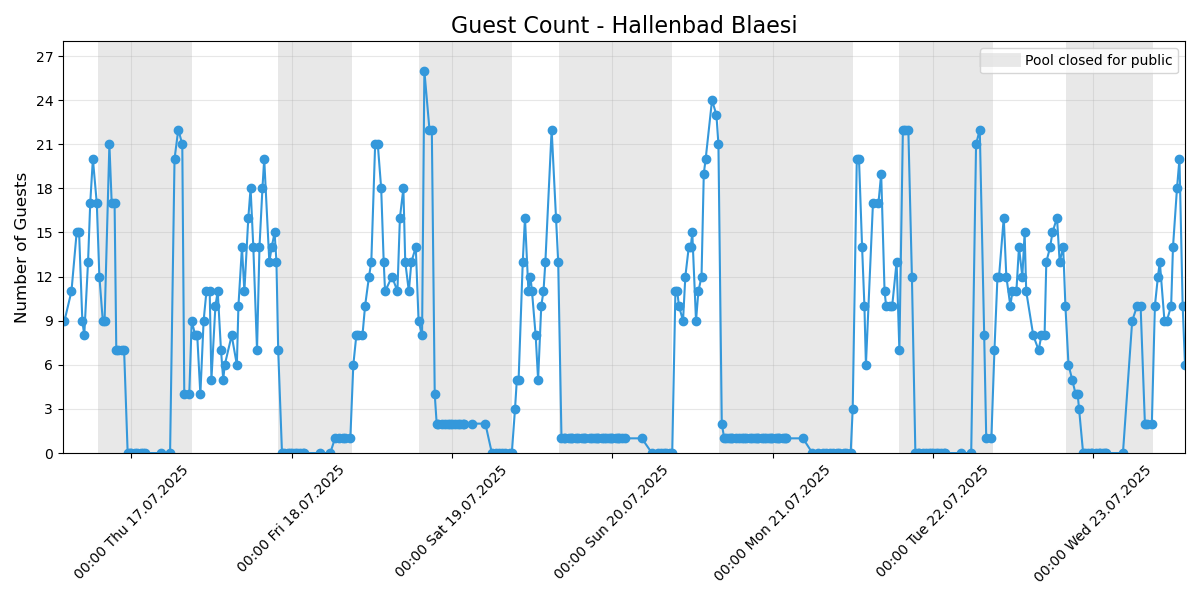 Guest Count - Hallenbad Blaesi
Pool closed for public
Number of Guests
27
24
21
18
15
12
9
6
3
0
00:00 Thu 17.07.2025
00:00 Fri 18.07.2025
00:00 Sat 19.07.2025
00:00 Sun 20.07.2025
00:00 Mon 21.07.2025
00:00 Tue 22.07.2025
00:00 Wed 23.07.2025